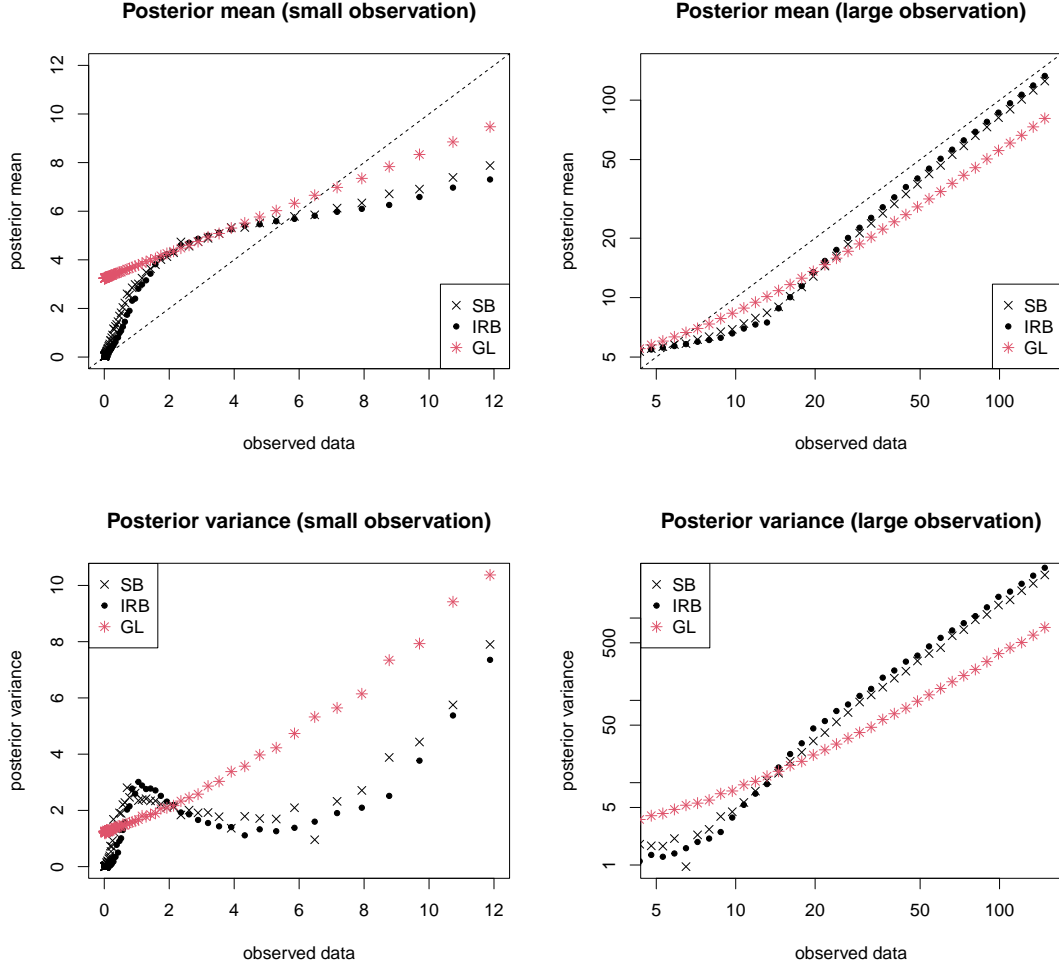 Posterior mean (small observation)
posterior mean
0 2 4 6 8 10 12
0 2 4 6 8 10 12
observed data
SB
IRB
GL
Posterior mean (large observation)
posterior mean
5 10 20 50 100
5 10 20 50 100
observed data
SB
IRB
GL
Posterior variance (small observation)
posterior variance
0 2 4 6 8 10
0 2 4 6 8 10 12
observed data
SB
IRB
GL
Posterior variance (large observation)
posterior variance
1 5 50 500
5 10 20 50 100
observed data
SB
IRB
GL